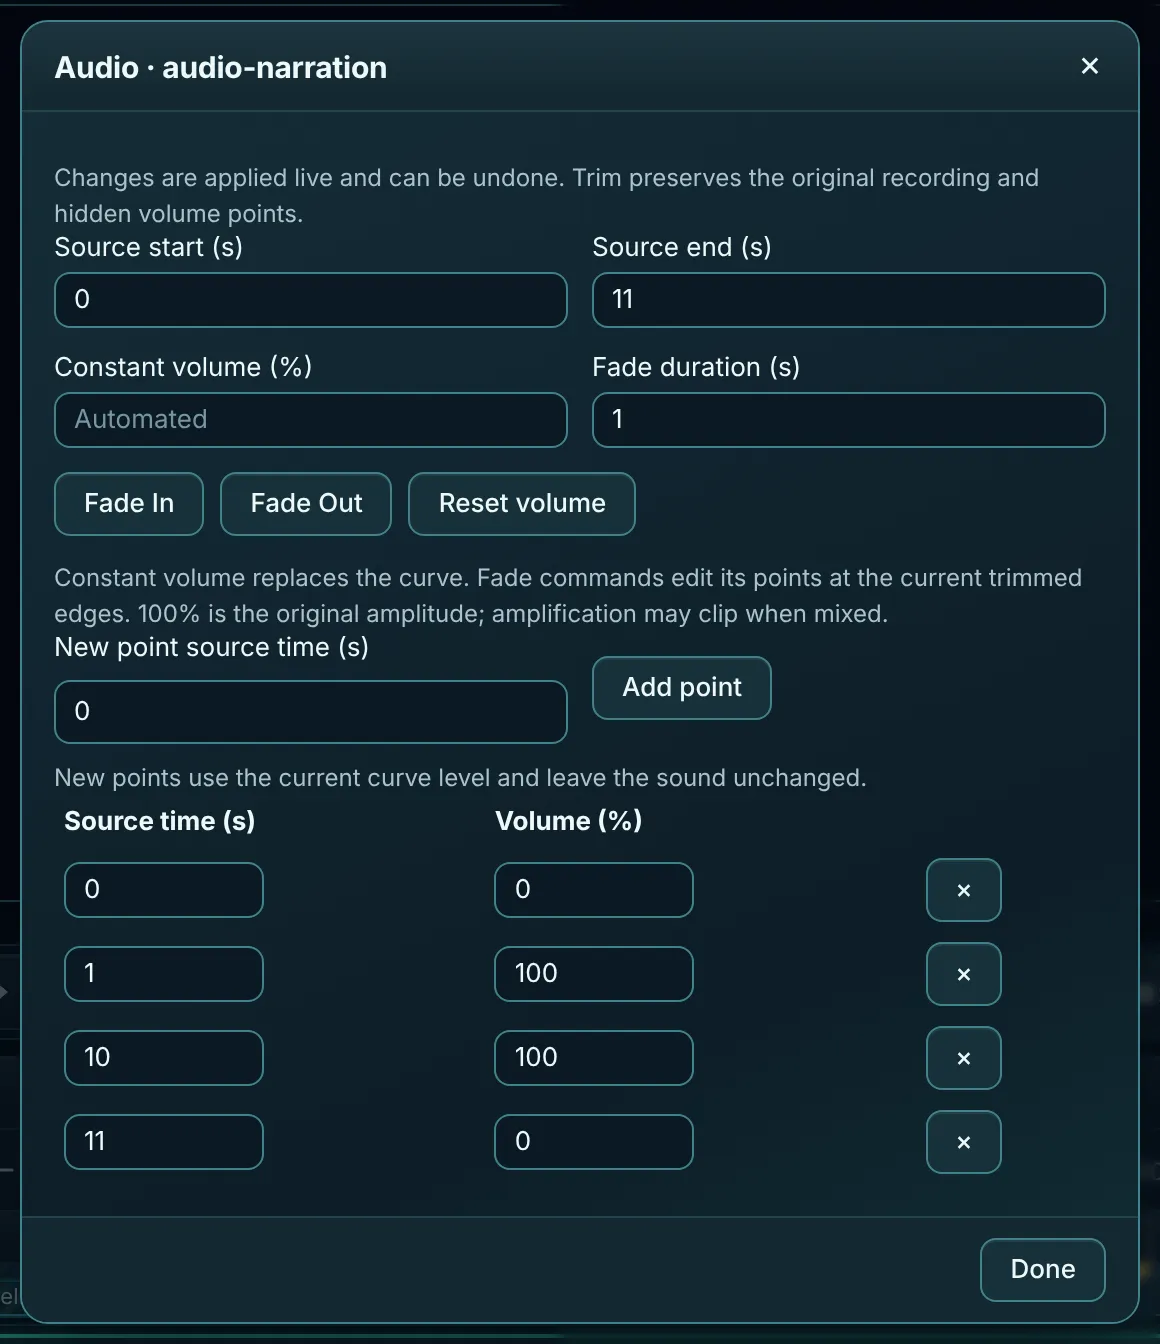 Audio · audio-narration
×
Changes are applied live and can be undone. Trim preserves the original recording and
hidden volume points.
Source start (s)
Source end (s)
0
11
Constant volume (%)
Fade duration (s)
Automated
1
Fade In
Fade Out
Reset volume
Constant volume replaces the curve. Fade commands edit its points at the current trimmed
edges. 100% is the original amplitude; amplification may clip when mixed.
New point source time (s)
0
Add point
New points use the current curve level and leave the sound unchanged.
Source time (s)
Volume (%)
0
0
×
1
100
×
10
100
×
11
0
×
el
Done